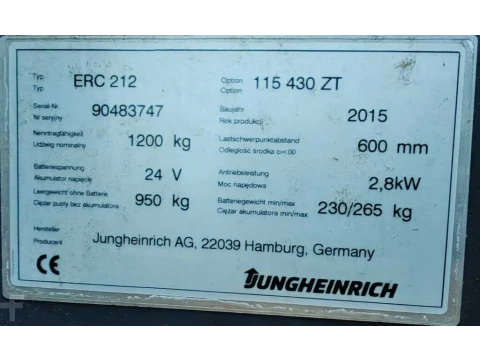 Typ ERC 212 Option 115 430 ZT
Typ Option
Serial-Nr. 90483747 Baujahr 2015
Nr seryjny Rok produkcji
Nenntragfähigkeit 1200 kg Lastschwerpunktabstand 600 mm
Udźwig nominalny Odległość środka
Batteriespannung 24 V Antriebsleistung 2,8kW
Akumulator napięcie Moc napędowa
Leergewicht ohne Batterie 950 kg Batteriegewicht min/max 230/265 kg
Ciężar pusty bez akumulatora Ciężar akumulatora min/max
Hersteller Jungheinrich AG, 22039 Hamburg, Germany
Producent
CE JUNGHEINRICH